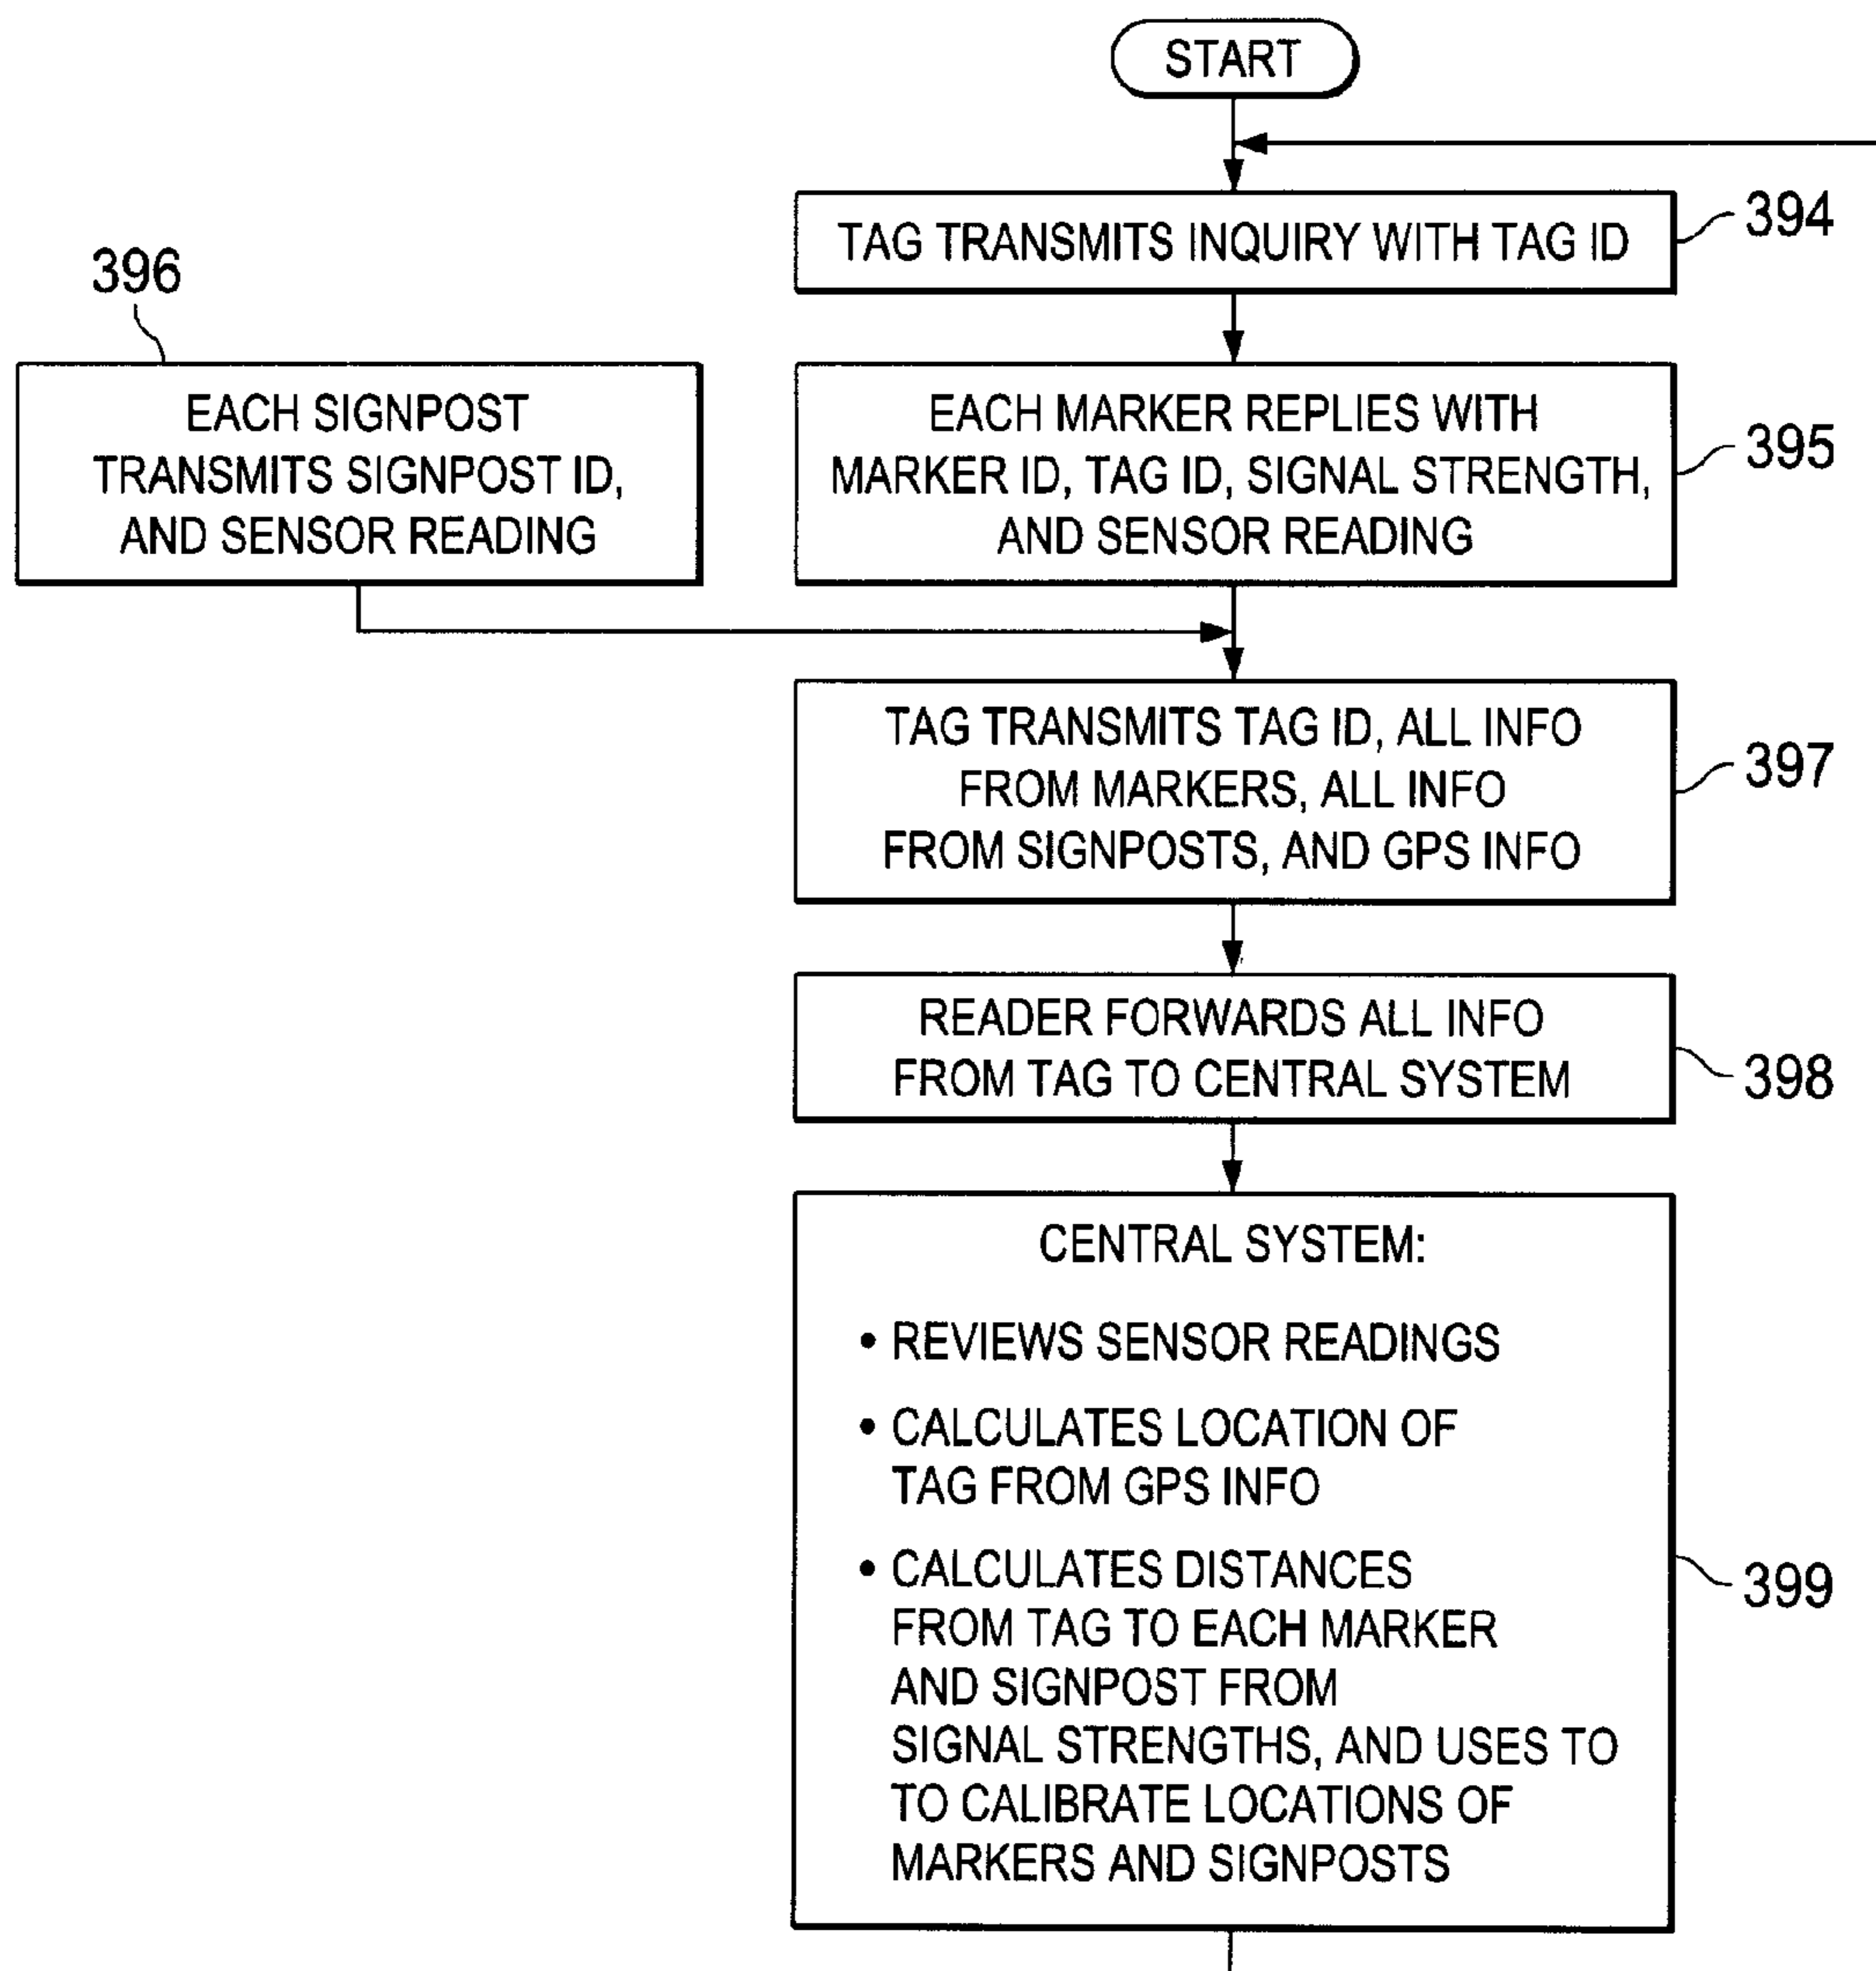 START
TAG TRANSMITS INQUIRY WITH TAG ID
394
396
EACH SIGNPOST
TRANSMITS SIGNPOST ID,
AND SENSOR READING
EACH MARKER REPLIES WITH
MARKER ID, TAG ID, SIGNAL STRENGTH,
AND SENSOR READING
395
TAG TRANSMITS TAG ID, ALL INFO
FROM MARKERS, ALL INFO
FROM SIGNPOSTS, AND GPS INFO
397
READER FORWARDS ALL INFO
FROM TAG TO CENTRAL SYSTEM
398
CENTRAL SYSTEM:
• REVIEWS SENSOR READINGS
• CALCULATES LOCATION OF
TAG FROM GPS INFO
• CALCULATES DISTANCES
FROM TAG TO EACH MARKER
AND SIGNPOST FROM
SIGNAL STRENGTHS, AND USES TO
TO CALIBRATE LOCATIONS OF
MARKERS AND SIGNPOSTS
399